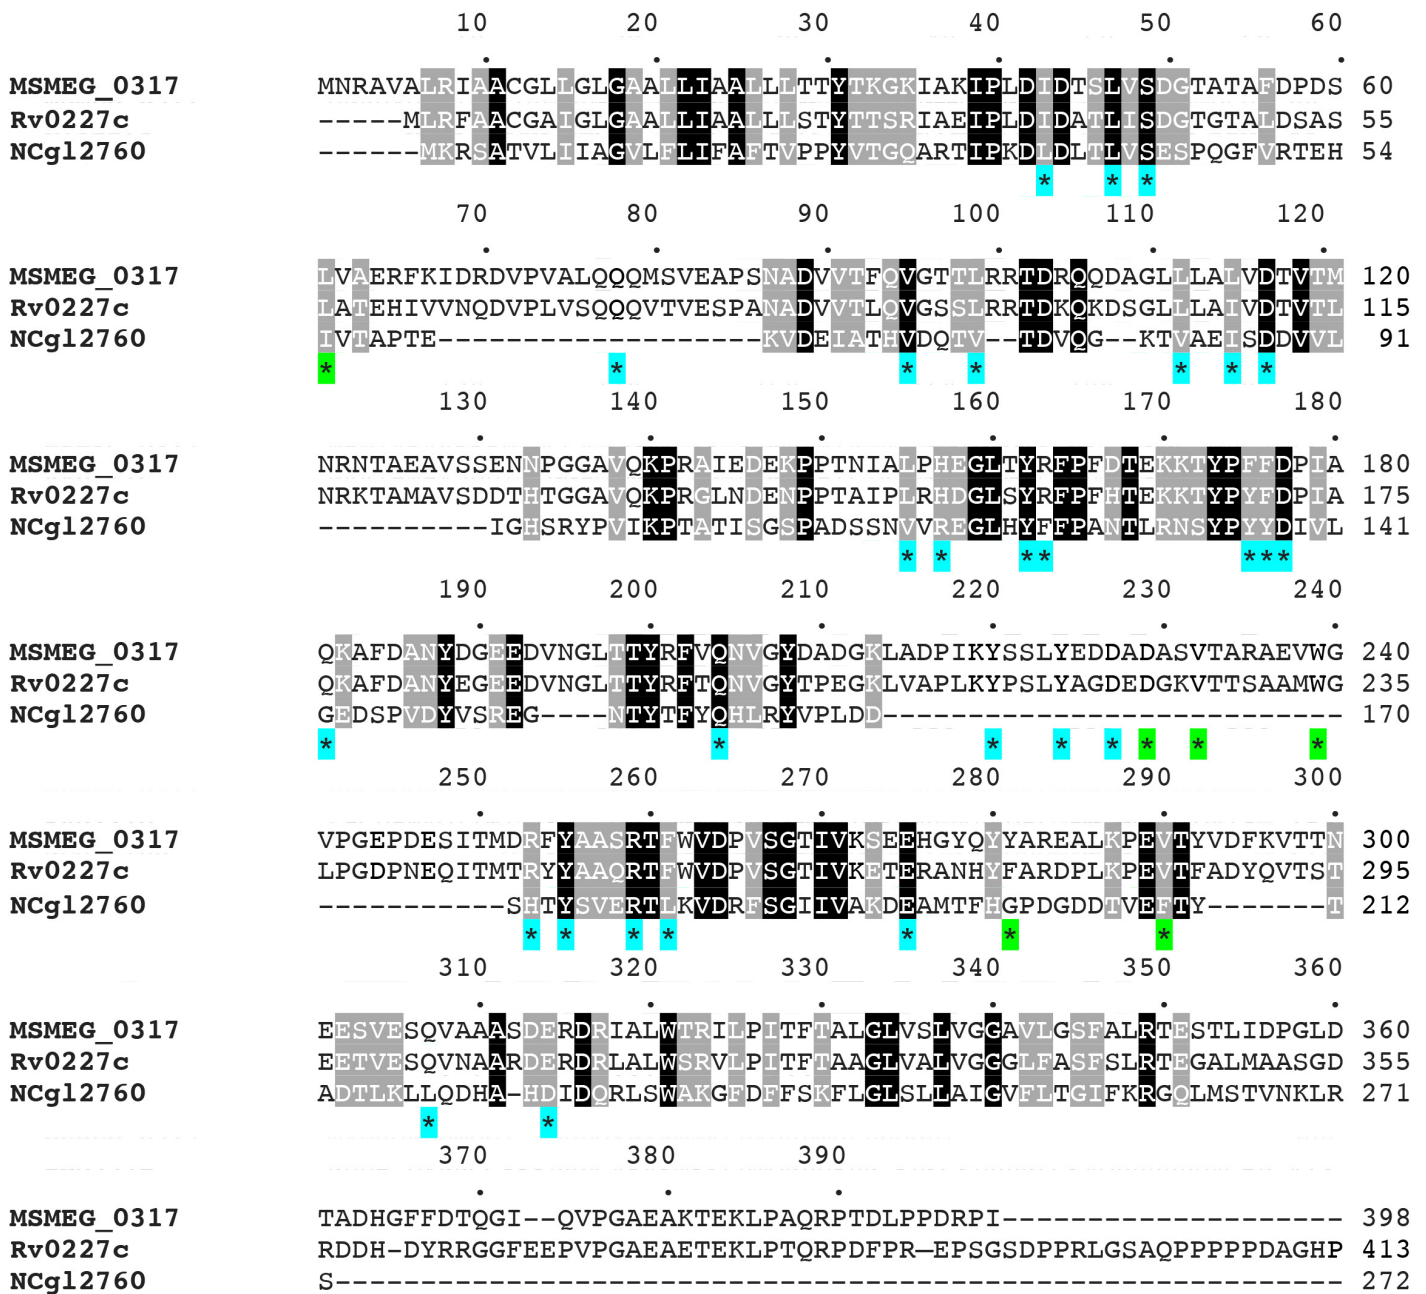 10 20 30 40 50 60
MSMEG_0317 MNRAVALRIAACGLLGLGAALLIAALLLTTYTKGKIAKIPLDIDTSLVSDGTATAFDPDS 60
Rv0227c -----MLRFAACGAIGLGAALLIAALLLSTYTTSRIAEIPLDIDATLISDGTGTALDSAS 55
NCgl2760 ------MKRSATVLIIAGVLFLIFAFTVPPYVTGQARTIPKDLDLTLVSESPQGFVRTEH 54
* * *
70 80 90 100 110 120
MSMEG_0317 LVAERFKIDRDVPVALQQQMSVEAPSNADVVTFQVGTTLRRTDRQQDAGLLLALVDTVTM 120
Rv0227c LATEHIVVNQDVPLVSQQQVTVESPANADVVTLQVGSSLRRTDKQKDSGLLLAIVDTVTL 115
NCgl2760 IVTAPTE-------------------KVDEIATHVDQTV--TDVQG--KTVAEISDDVVL 91
* * * * * * *
130 140 150 160 170 180
MSMEG_0317 NRNTAEAVSSENNPGGAVQKPRAIEDEKPPTNIALPHEGLTYRFPFDTEKKTYPFFDPIA 180
Rv0227c NRKTAMAVSDDTHTGGAVQKPRGLNDENPPTAIPLRHDGLSYRFPFHTEKKTYPYFDPIA 175
NCgl2760 ----------IGHSRYPVIKPTATISGSPADSSNVVREGLHYFFPANTLRNSYPYYDIVL 141
* * ** ***
190 200 210 220 230 240
MSMEG_0317 QKAFDANYDGEEDVNGLTTYRFVQNVGYDADGKLADPIKYSSLYEDDADASVTARAEVWG 240
Rv0227c QKAFDANYEGEEDVNGLTTYRFTQNVGYTPEGKLVAPLKYPSLYAGDEDGKVTTSAAMWG 235
NCgl2760 GEDSPVDYVSREG----NTYTFYQHLRYVPLDD--------------------------- 170
* * * * * * * *
250 260 270 280 290 300
MSMEG_0317 VPGEPDESITMDRFYAASRTFWVDPVSGTIVKSEEHGYQYYAREALKPEVTYVDFKVTTN 300
Rv0227c LPGDPNEQITMTRYYAAQRTFWVDPVSGTIVKETERANHYFARDPLKPEVTFADYQVTST 295
NCgl2760 -----------SHTYSVERTLKVDRFSGIIVAKDEAMTFHGPDGDDTVEFTY-------T 212
* * * * * * *
310 320 330 340 350 360
MSMEG_0317 EESVESQVAAASDERDRIALWTRILPITFTALGLVSLVGGAVLGSFALRTESTLIDPGLD 360
Rv0227c EETVESQVNAARDERDRLALWSRVLPITFTAAGLVALVGGGLFASFSLRTEGALMAASGD 355
NCgl2760 ADTLKLLQDHA-HDIDQRLSWAKGFDFFSKFLGLSLLAIGVFLTGIFKRGQLMSTVNKLR 271
* *
370 380 390
MSMEG_0317 TADHGFFDTQGI--QVPGAEAKTEKLPAQRPTDLPPDRPI-------------------- 398
Rv0227c RDDH-DYRRGGFEEPVPGAEAETEKLPTQRPDFPR-EPSGSDPPRLGSAQPPPPPDAGHP 413
NCgl2760 S----------------------------------------------------------- 272